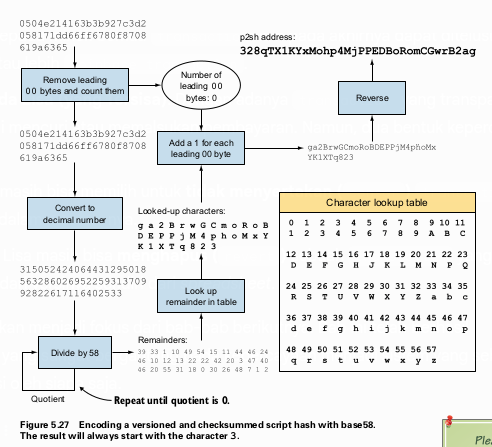 0504e214163b3b927c3d2
058171dd66ff6780f8708
619a6365
p2sh address:
328qTX1KYxMohp4MjPPEDBoRomCGwrB2ag
Remove leading
00 bytes and count them
Number of
leading 00
bytes: 0
Reverse
0504e214163b3b927c3d2
058171dd66ff6780f8708
619a6365
Add a 1 for each
leading 00 byte
ga2BrwGCmoRoBDEPPjM4phoMx
YK1XTq823
Convert to
decimal number
Looked-up characters:
g a 2 B r w G C m o R o B
D E P P j M 4 p h o M x Y
K 1 X T q 8 2 3
Character lookup table
0 1 2 3 4 5 6 7 8 9 10 11
1 2 3 4 5 6 7 8 9 A B C
12 13 14 15 16 17 18 19 20 21 22 23
D E F G H J K L M N P Q
24 25 26 27 28 29 30 31 32 33 34 35
R S T U V W X Y Z a b c
36 37 38 39 40 41 42 43 44 45 46 47
d e f g h i j k m n o p
48 49 50 51 52 53 54 55 56 57
q r s t u v w x y z
315052424064431295018
56328602695225931370 9
92822617116402533
Look up
remainder in table
Divide by 58
Remainders:
39 33 1 10 49 54 15 11 44 46 24
46 10 12 13 22 22 42 20 3 47 40
46 20 55 31 18 0 30 26 48 7 1 2
Quotient
Repeat until quotient is 0.
Figure 5.27 Encoding a versioned and checksummed script hash with base58.
The result will always start with the character 3.